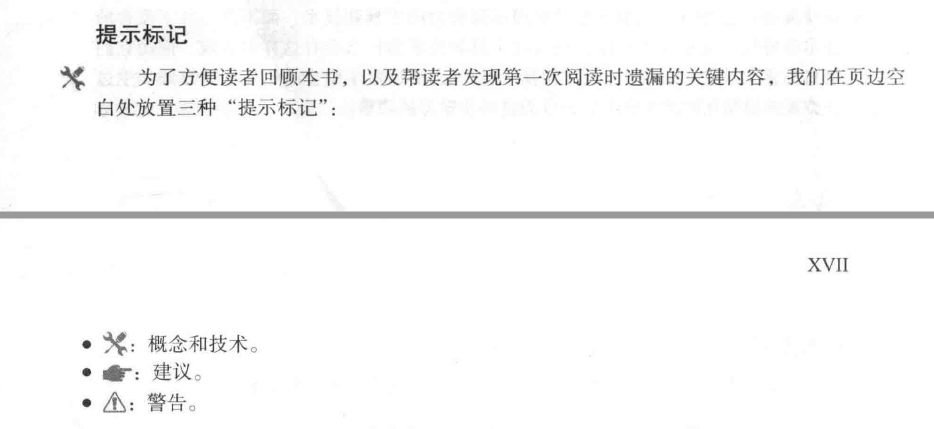 提示标记
为了方便读者回顾本书，以及帮读者发现第一次阅读时遗漏的关键内容，我们在页边空
白处放置三种“提示标记”：
XVII
● ：概念和技术。
● ：建议。
● ：警告。